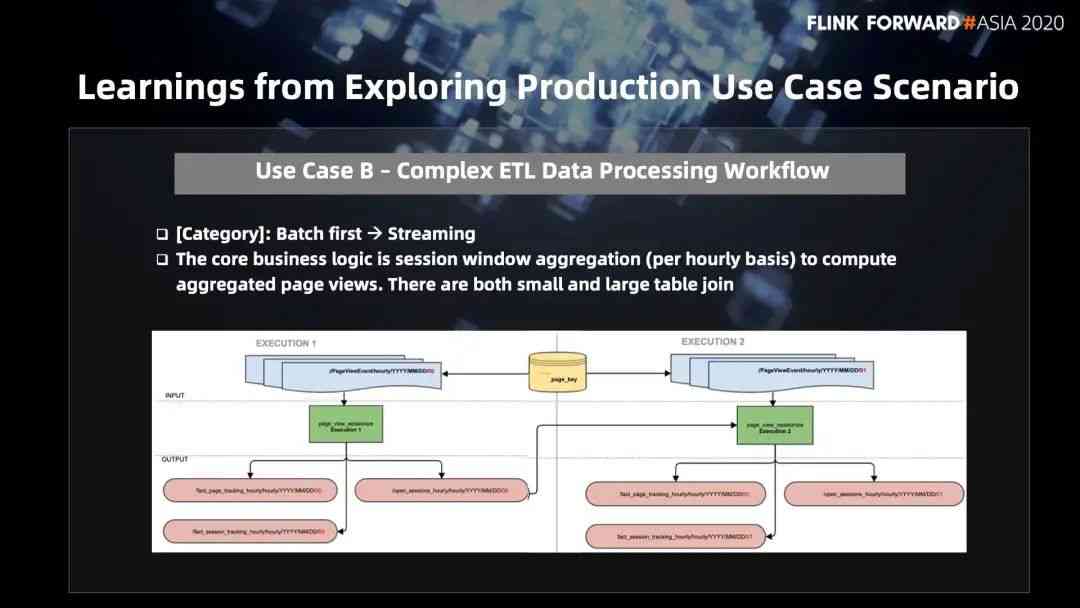 FLINK FORWARD #ASIA 2020
Learnings from Exploring Production Use Case Scenario
Use Case B – Complex ETL Data Processing Workflow
❑ [Category]: Batch first → Streaming
❑ The core business logic is session window aggregation (per hourly basis) to compute
aggregated page views. There are both small and large table join
EXECUTION 1
EXECUTION 2
/PageViewEvent/hourly/YYYY/MM/DD/00
page_key
/PageViewEvent/hourly/YYYY/MM/DD/01
INPUT
page_view_sessionize
Execution 1
page_view_sessionize
Execution 2
OUTPUT
/fact_page_tracking_hourly/hourly/YYYY/MM/DD/00
/open_sessions_hourly/hourly/YYYY/MM/DD/00
/fact_page_tracking_hourly/hourly/YYYY/MM/DD/
/open_sessions_hourly/hourly/YYYY/MM/DD/01
/fact_session_tracking_hourly/hourly/YYYY/MM/DD/00
/fact_session_tracking_hourly/hourly/YYYY/MM/DD/01